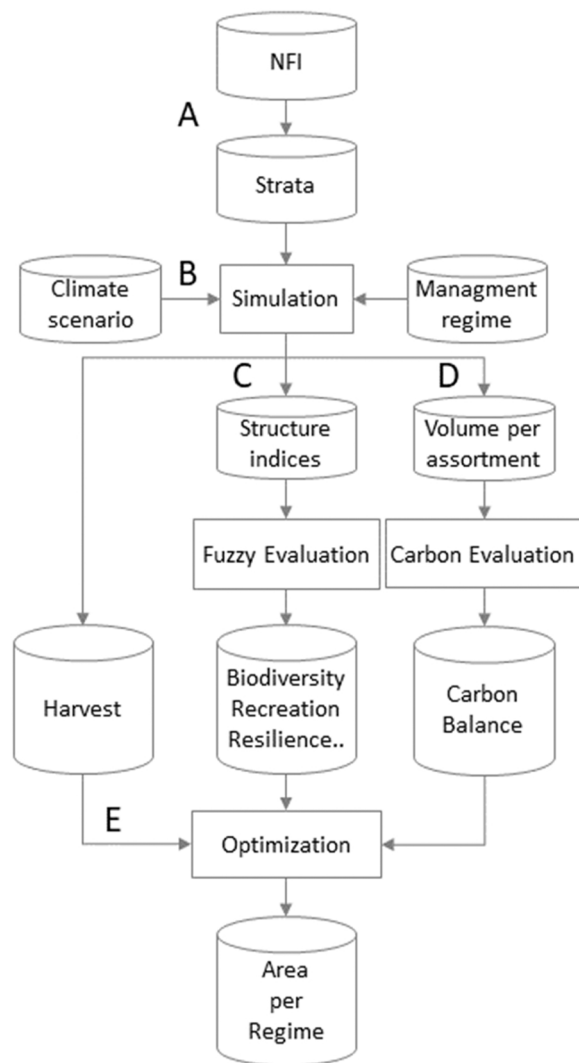 NFI
A
Strata
B
Climate
scenario
Simulation
Managment
regime
C
D
Structure
indices
Volume per
assortment
Fuzzy Evaluation
Carbon Evaluation
Harvest
Biodiversity
Recreation
Resilience..
Carbon
Balance
E
Optimization
Area
per
Regime